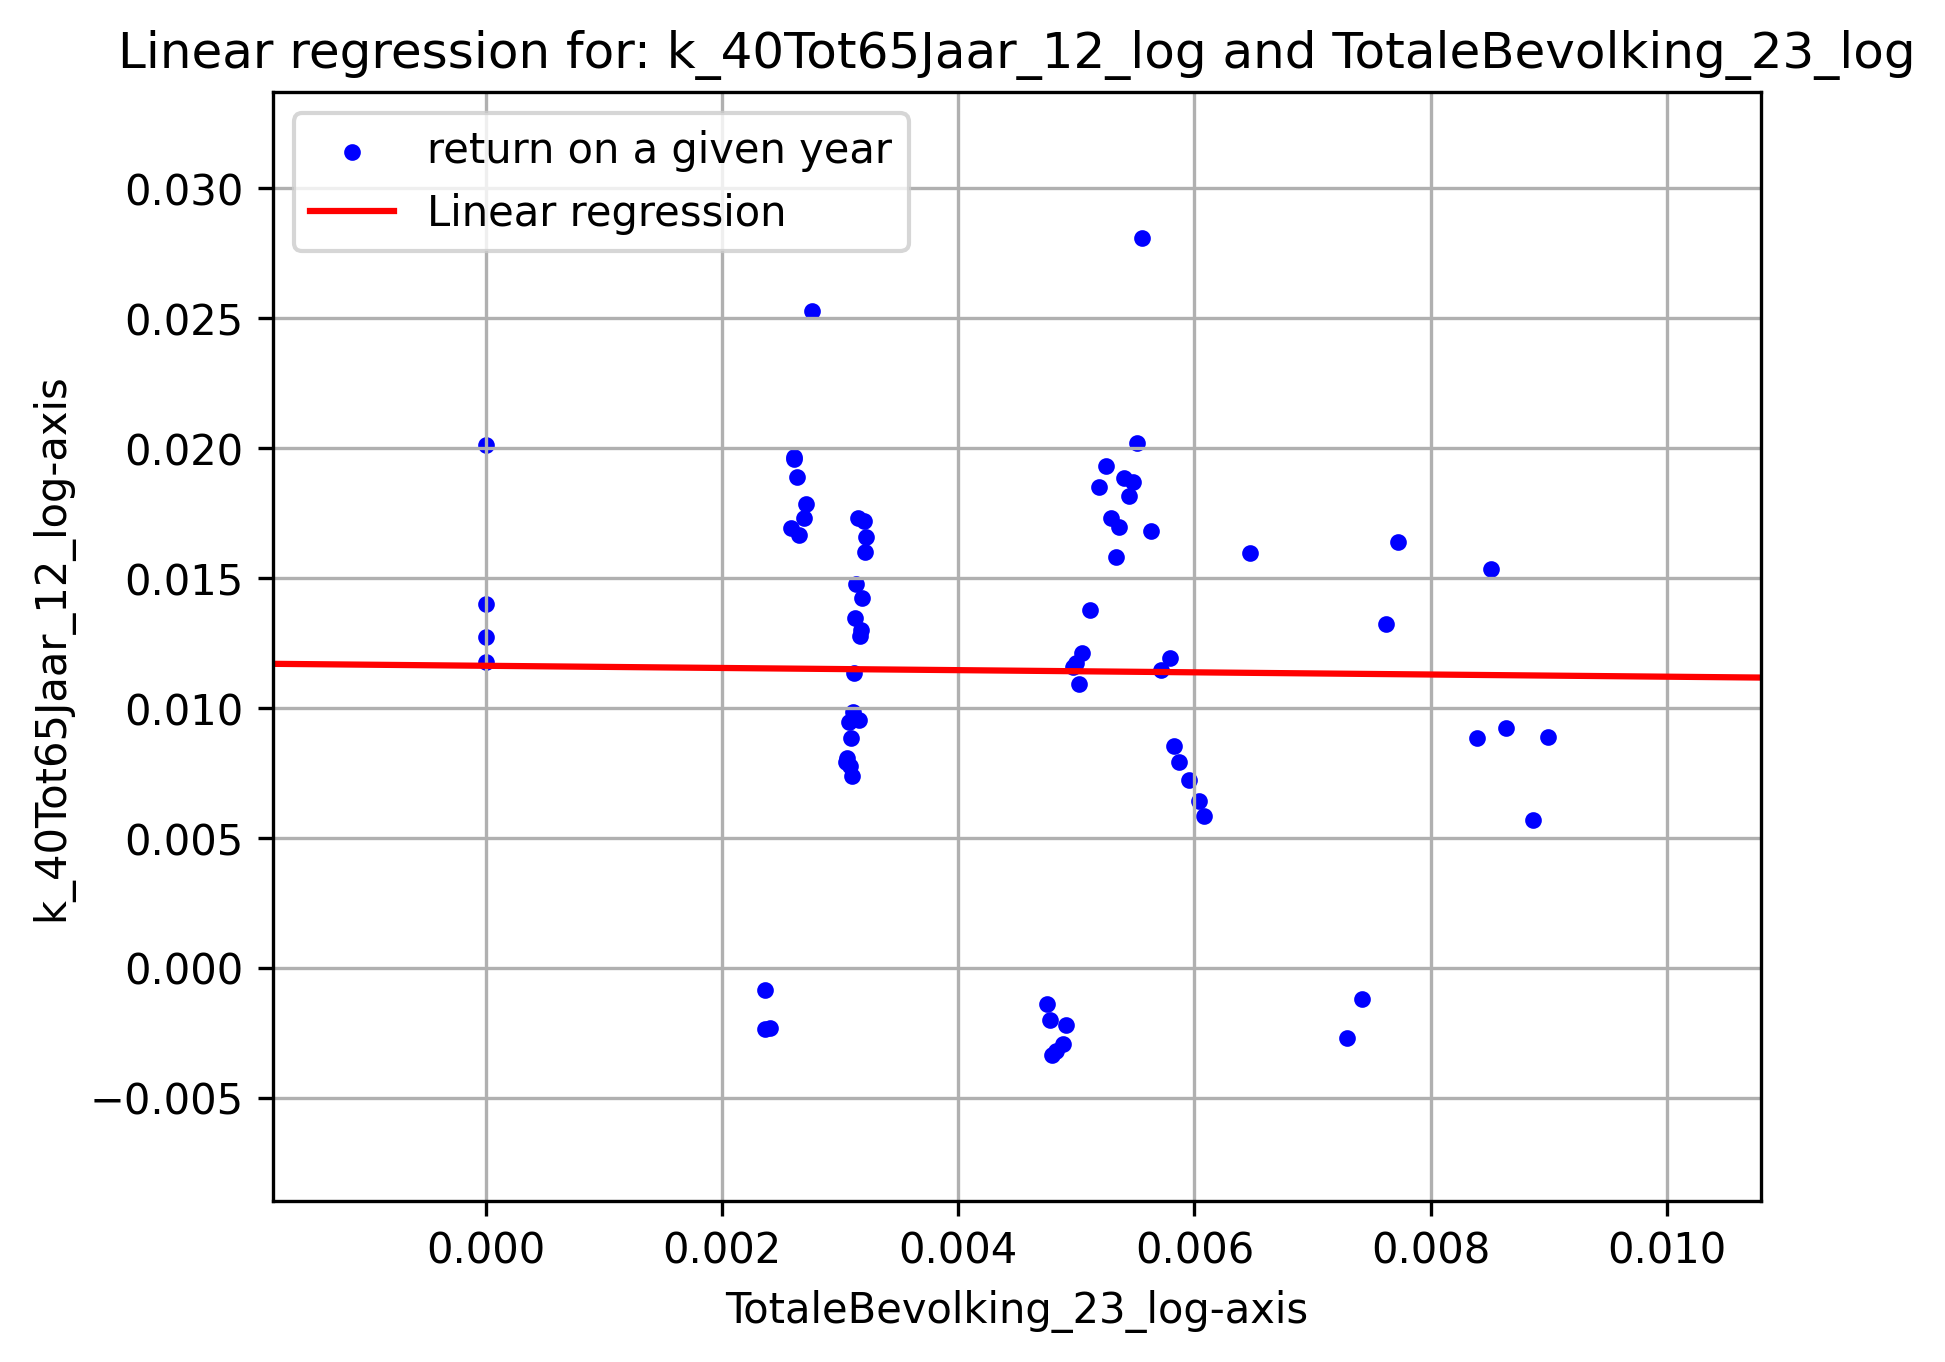 Linear regression for: k_40Tot65Jaar_12_log and TotaleBevolking_23_log
return on a given year
Linear regression
0.030
0.025
0.020
0.015
0.010
0.005
0.000
−0.005
k_40Tot65Jaar_12_log-axis
0.000 0.002 0.004 0.006 0.008 0.010
TotaleBevolking_23_log-axis